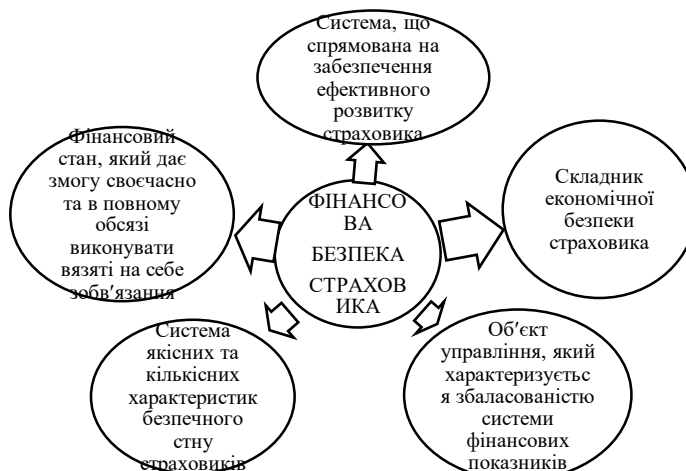 Система, що
спрямована на
забезпечення
ефективного
розвитку
страховика
Фінансовий
стан, який дає
змогу своєчасно
та в повному
обсязі
виконувати
вязяті на себе
зобв'язання
ФІНАНСО
ВА
БЕЗПЕКА
СТРАХОВ
ИКА
Складник
економічної
безпеки
страховика
Система
якісних та
кількісних
характеристик
безпечного
стну
страховиків
Об'єкт
управління, який
характеризуєтьс
я збаласованістю
системи
фінансових
показників